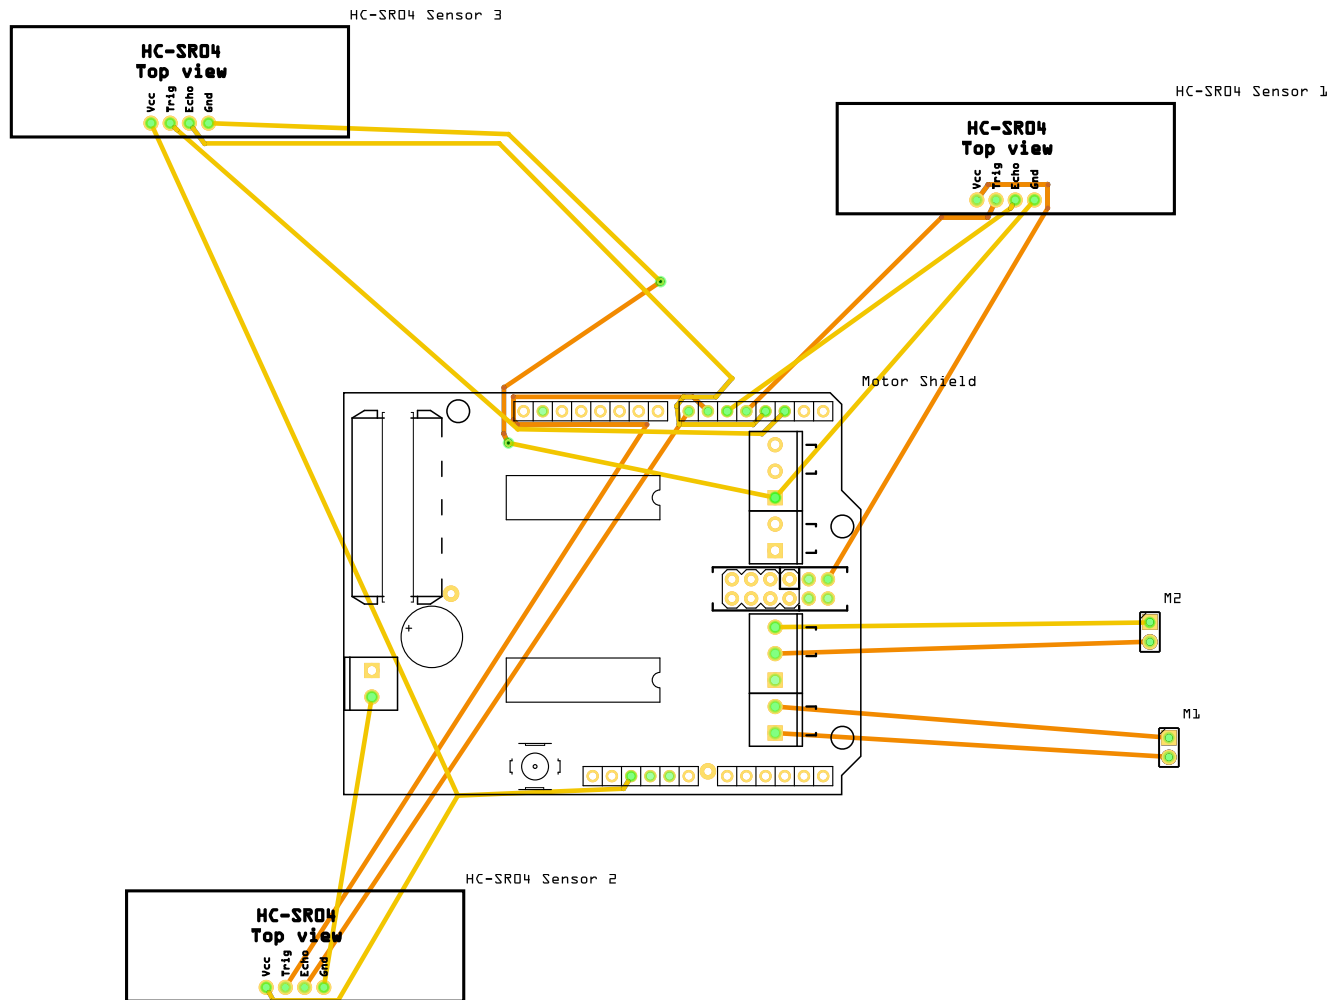 HC-SR04 Sensor 3
HC-SR04
Top view
Vcc
Trig
Echo
Gnd
HC-SR04 Sensor 1
HC-SR04
Top view
Vcc
Trig
Echo
Gnd
Motor Shield
+
M2
M1
HC-SR04 Sensor 2
HC-SR04
Top view
Vcc
Trig
Echo
Gnd